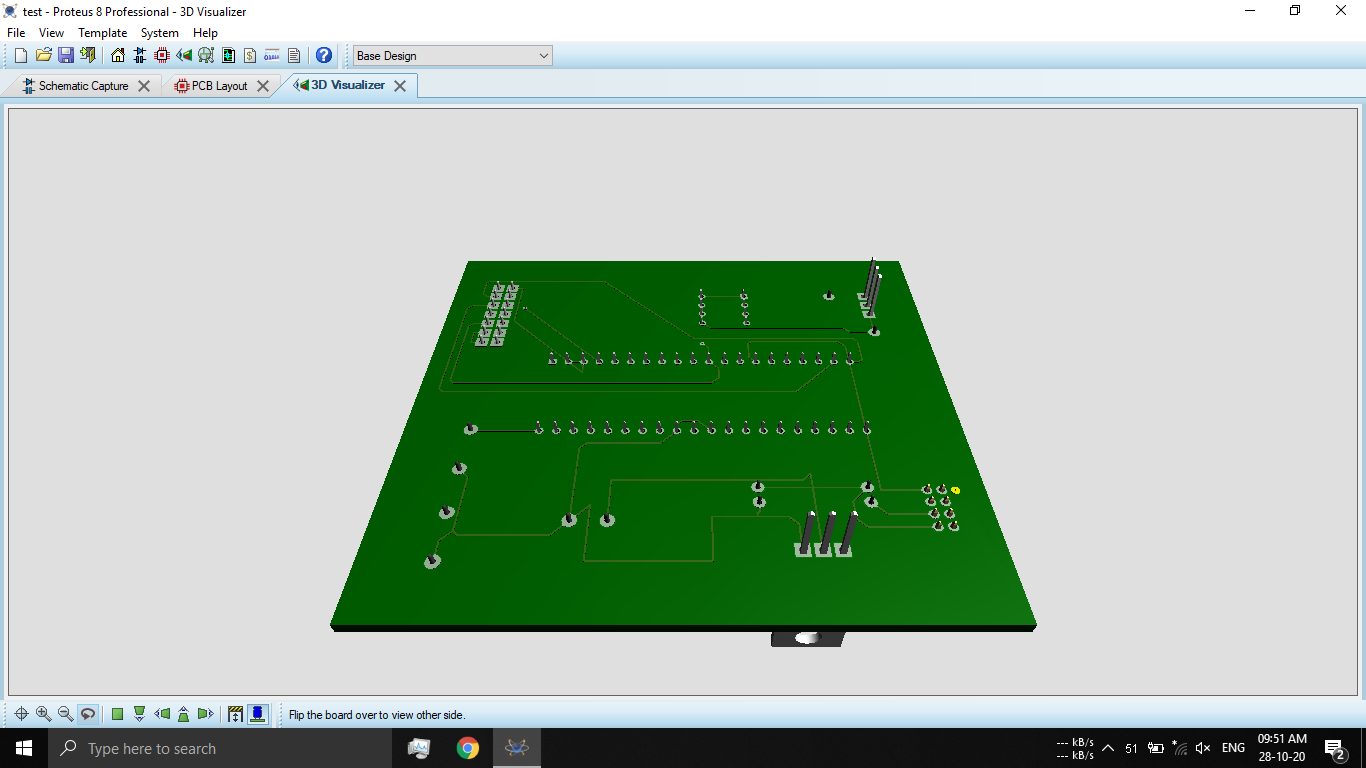 test - Proteus 8 Professional - 3D Visualizer
File View Template System Help
$ ? Base Design
Schematic Capture PCB Layout 3D Visualizer
Flip the board over to view other side.
Type here to search
--- kB/s
--- kB/s
51 ENG
09:51 AM
28-10-20
2